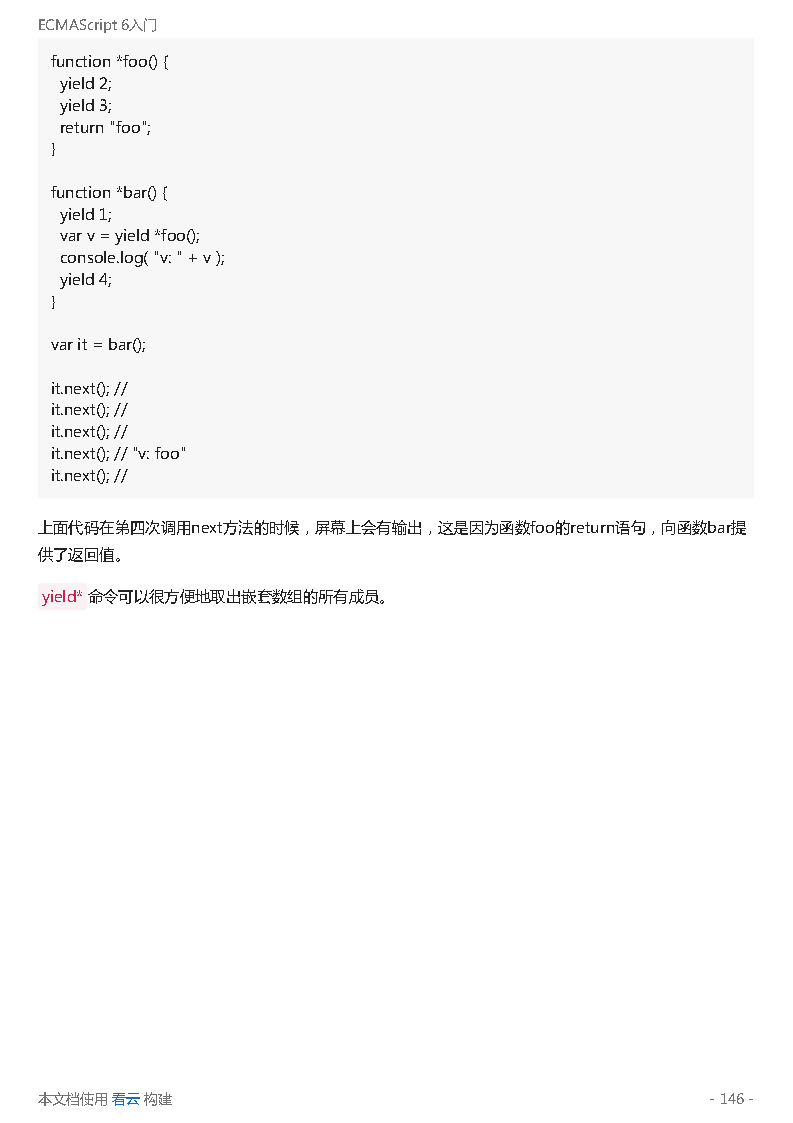 ECMAScript 6入门
function *foo() {
  yield 2;
  yield 3;
  return "foo";
}

function *bar() {
  yield 1;
  var v = yield *foo();
  console.log( "v: " + v );
  yield 4;
}

var it = bar();

it.next(); //
it.next(); //
it.next(); //
it.next(); // "v: foo"
it.next(); //
上面代码在第四次调用next方法的时候，屏幕上会有输出，这是因为函数foo的return语句，向函数bar提
供了返回值。
yield* 命令可以很方便地取出嵌套数组的所有成员。
本文档使用 看云 构建
- 146 -